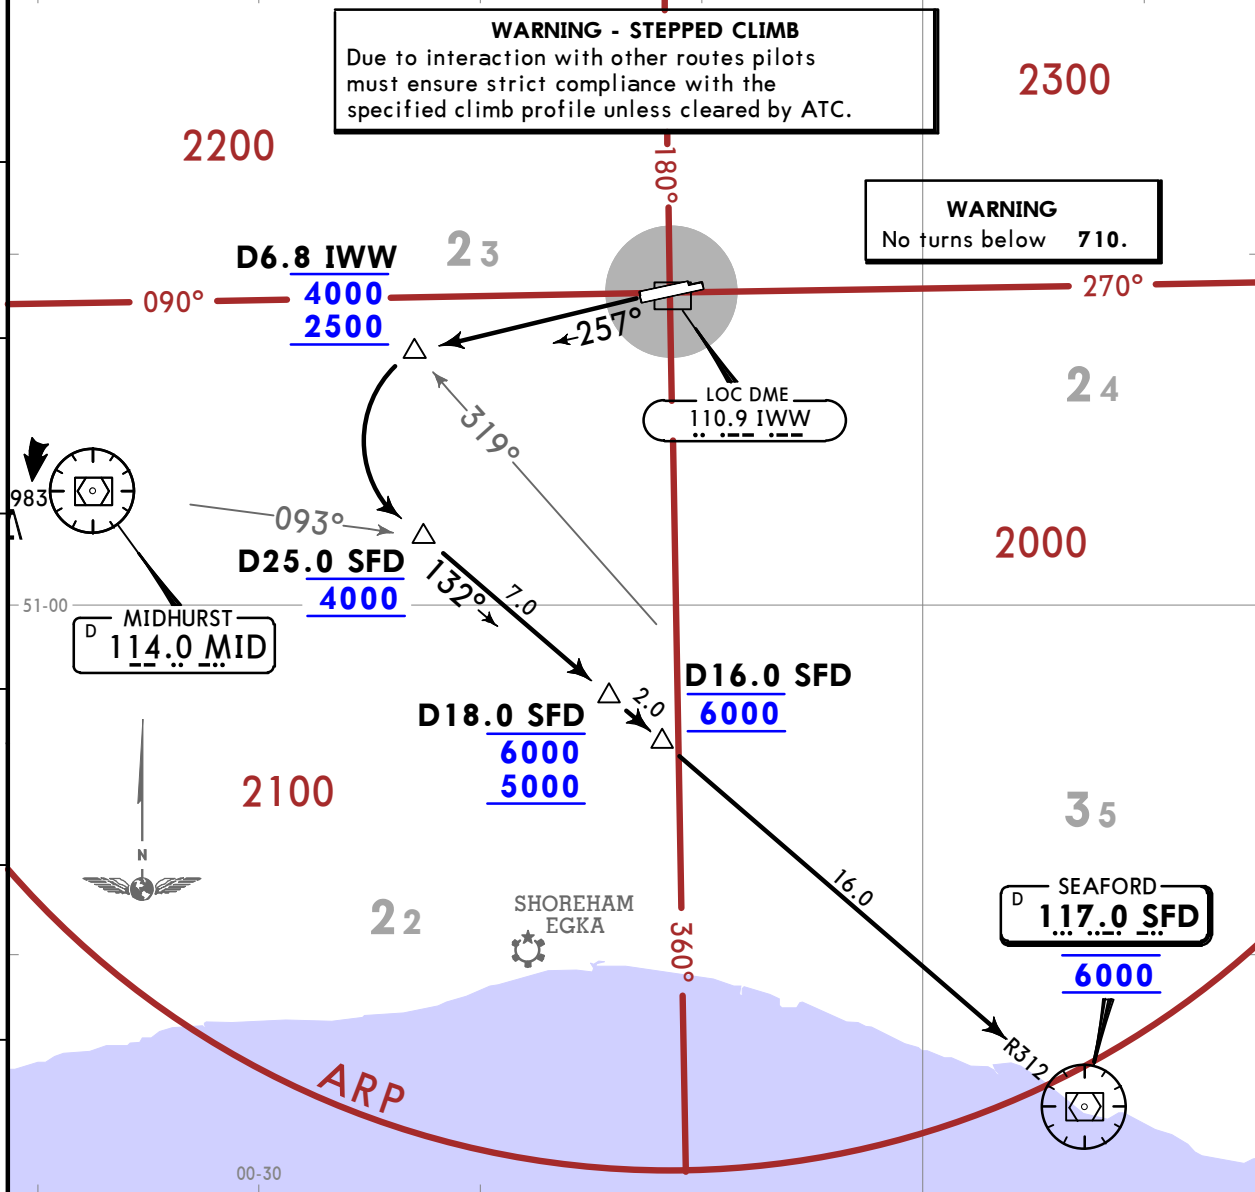 WARNING - STEPPED CLIMB
Due to interaction with other routes pilots
must ensure strict compliance with the
specified climb profile unless cleared by ATC.
2300
2200
180°
WARNING
No turns below 710.
23
D6.8 IWW
4000
2500
090°
270°
257°
LOC DME
110.9 IWW
24
319°
983
093°
D25.0 SFD
4000
132°
7.0
2000
51-00
MIDHURST
D 114.0 MID
D16.0 SFD
6000
2.0
D18.0 SFD
6000
5000
2100
35
N
16.0
22
SHOREHAM
EGKA
SEAFORD
D 117.0 SFD
6000
360°
R312
ARP
00-30